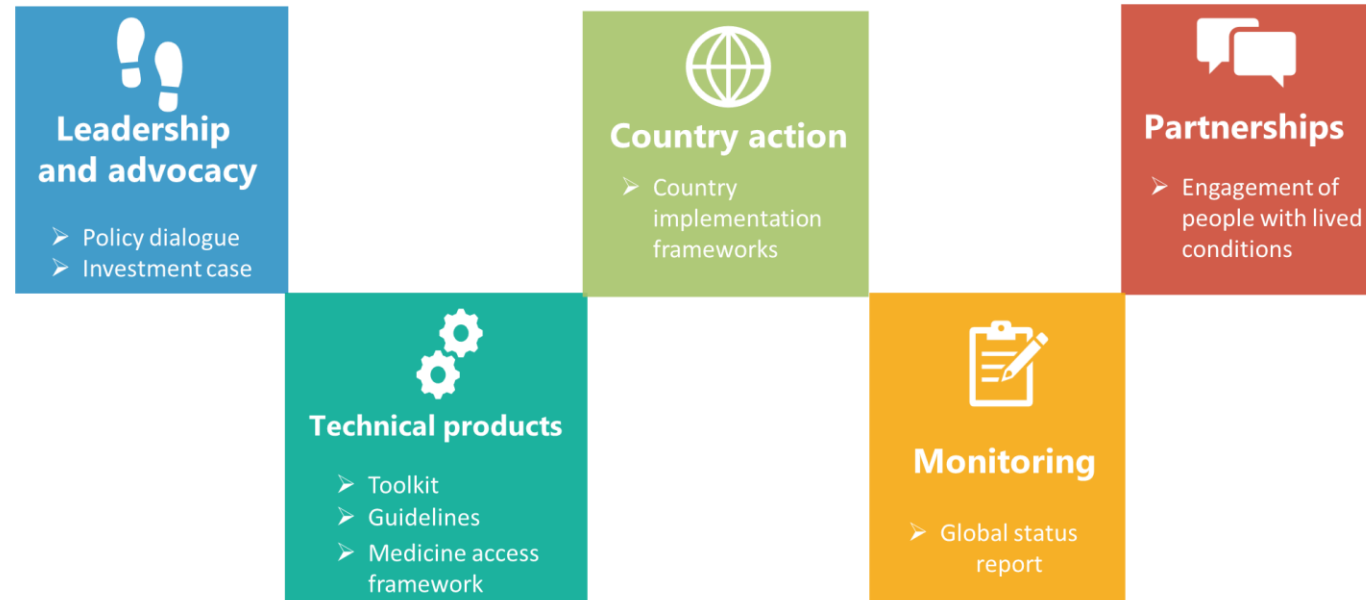 Leadership
and advocacy
➢ Policy dialogue
➢ Investment case
Technical products
➢ Toolkit
➢ Guidelines
➢ Medicine access
framework
Country action
➢ Country
implementation
frameworks
Monitoring
➢ Global status
report
Partnerships
➢ Engagement of
people with lived
conditions